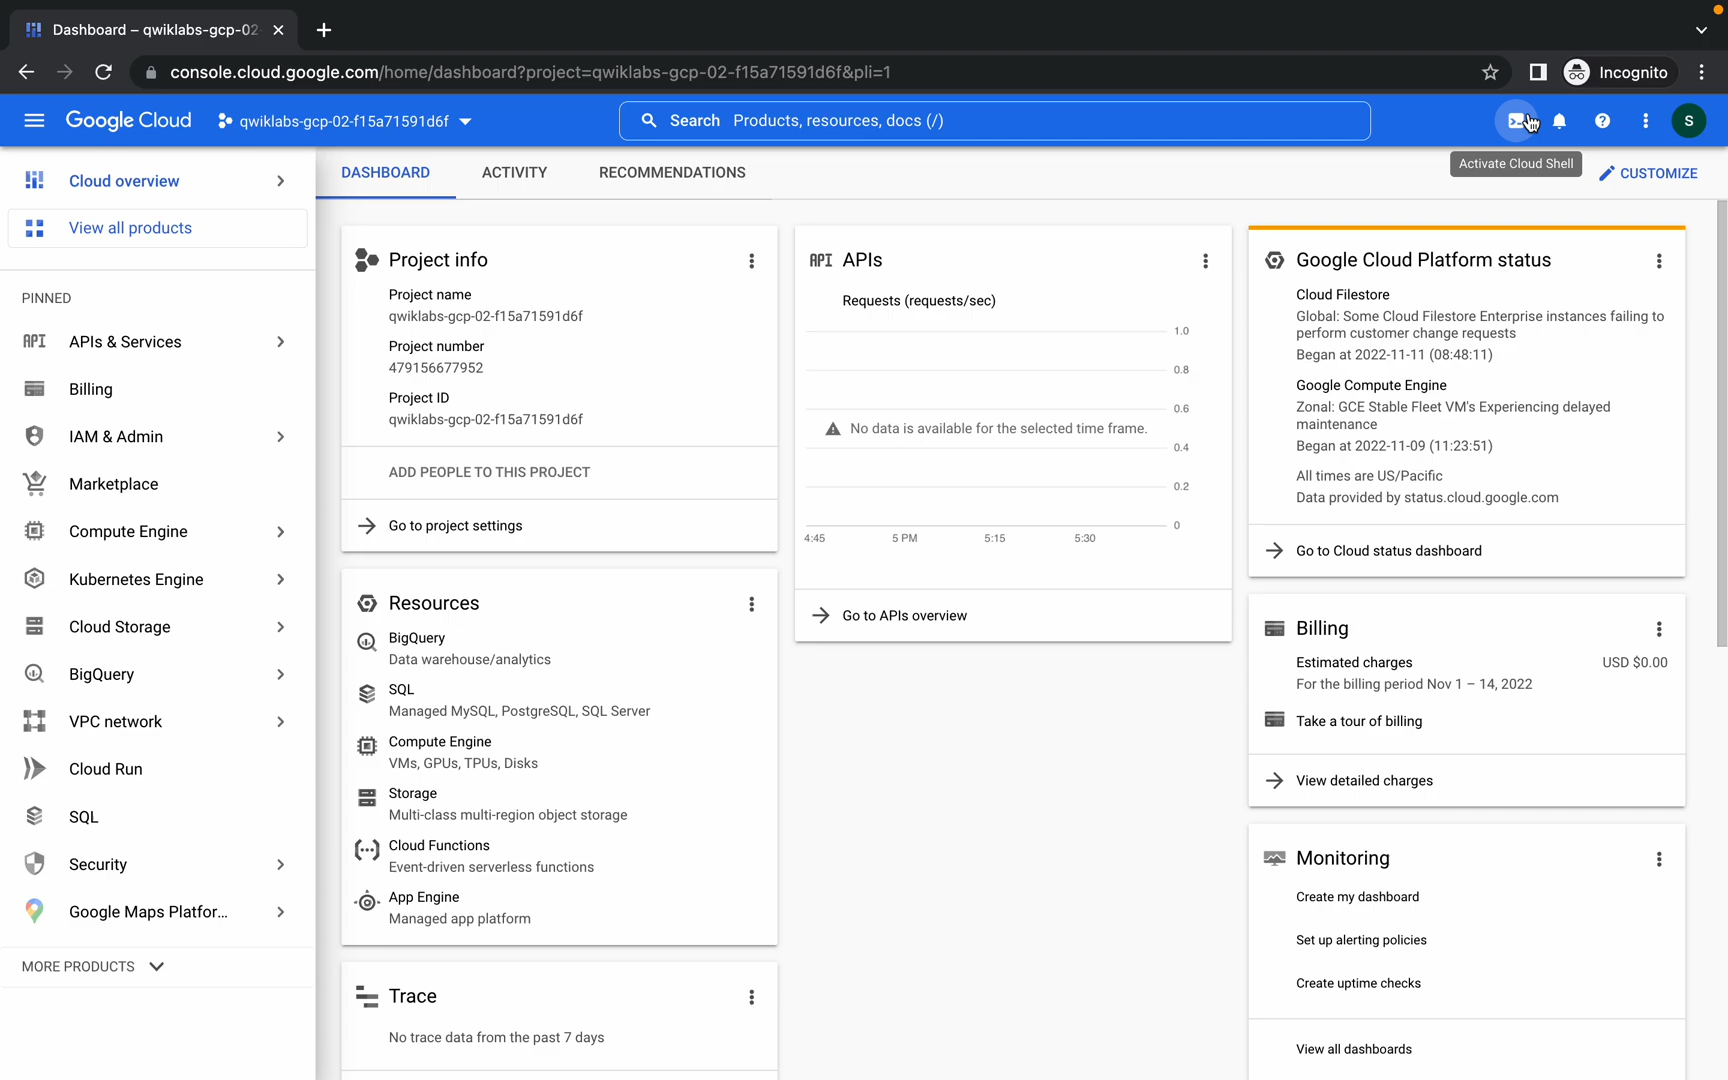 Dashboard – qwiklabs-gcp-02-
console.cloud.google.com/home/dashboard?project=qwiklabs-gcp-02-f15a71591d6f&pli=1
Incognito
Google Cloud
qwiklabs-gcp-02-f15a71591d6f
Search Products, resources, docs (/)
S
Activate Cloud Shell
Cloud overview
View all products
PINNED
API APIs & Services
Billing
IAM & Admin
Marketplace
Compute Engine
Kubernetes Engine
Cloud Storage
BigQuery
VPC network
Cloud Run
SQL
Security
Google Maps Platfor...
MORE PRODUCTS
DASHBOARD
ACTIVITY
RECOMMENDATIONS
CUSTOMIZE
Project info
Project name
qwiklabs-gcp-02-f15a71591d6f
Project number
479156677952
Project ID
qwiklabs-gcp-02-f15a71591d6f
ADD PEOPLE TO THIS PROJECT
Go to project settings
Resources
BigQuery
Data warehouse/analytics
SQL
Managed MySQL, PostgreSQL, SQL Server
Compute Engine
VMs, GPUs, TPUs, Disks
Storage
Multi-class multi-region object storage
Cloud Functions
Event-driven serverless functions
App Engine
Managed app platform
Trace
No trace data from the past 7 days
API APIs
Requests (requests/sec)
1.0
0.8
0.6
No data is available for the selected time frame.
0.4
0.2
0
4:45 5 PM 5:15 5:30
Go to APIs overview
Google Cloud Platform status
Cloud Filestore
Global: Some Cloud Filestore Enterprise instances failing to
perform customer change requests
Began at 2022-11-11 (08:48:11)
Google Compute Engine
Zonal: GCE Stable Fleet VM's Experiencing delayed
maintenance
Began at 2022-11-09 (11:23:51)
All times are US/Pacific
Data provided by status.cloud.google.com
Go to Cloud status dashboard
Billing
Estimated charges USD $0.00
For the billing period Nov 1 – 14, 2022
Take a tour of billing
View detailed charges
Monitoring
Create my dashboard
Set up alerting policies
Create uptime checks
View all dashboards